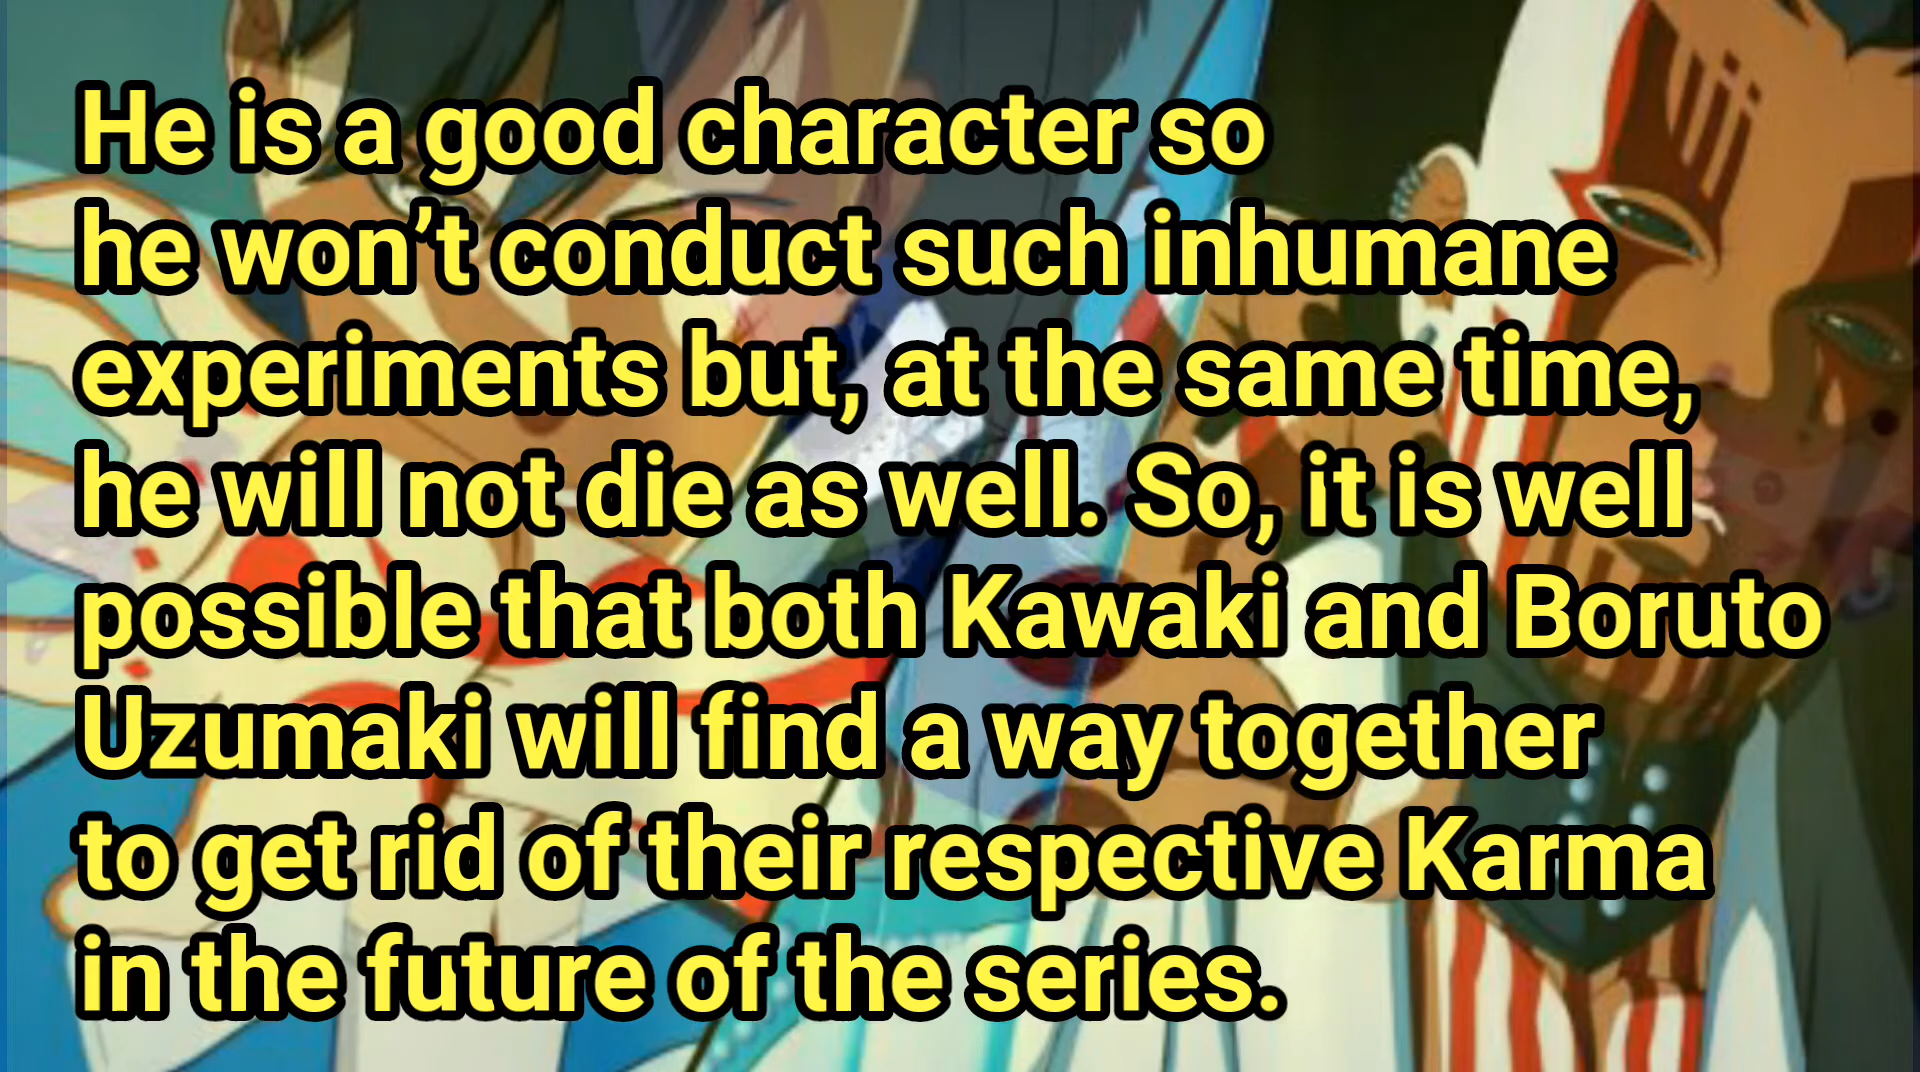 He is a good character so
he won’t conduct such inhumane
experiments but, at the same time,
he will not die as well. So, it is well
possible that both Kawaki and Boruto
Uzumaki will find a way together
to get rid of their respective Karma
in the future of the series.